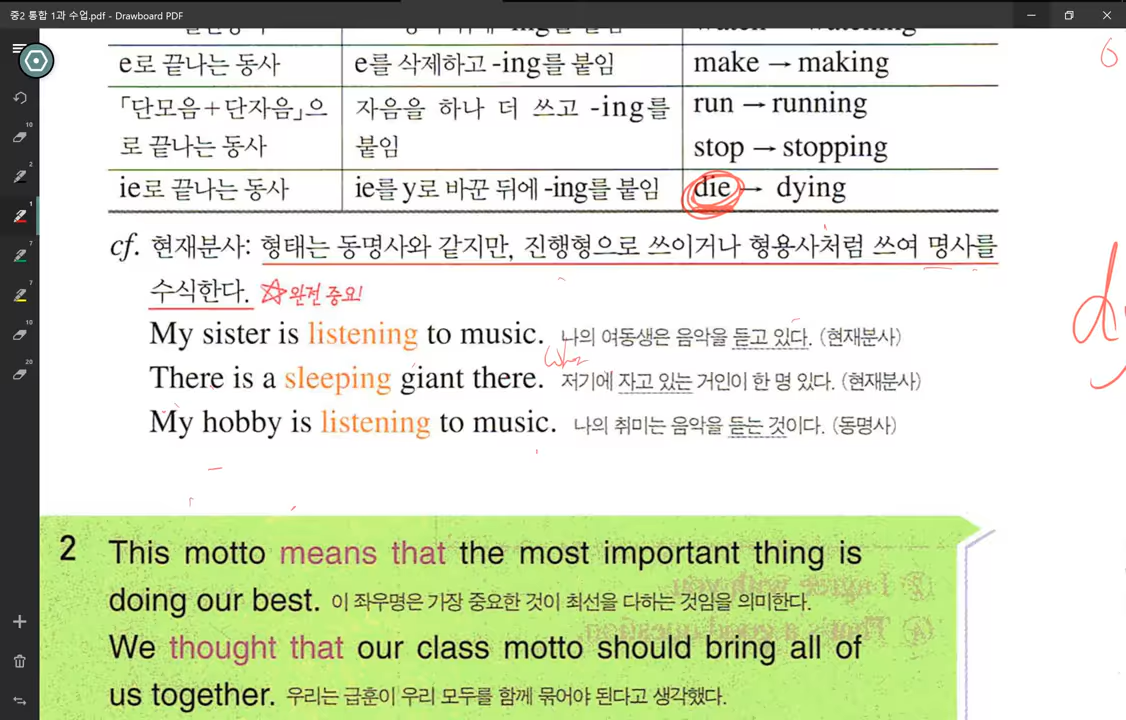 중2 통합 1과 수업.pdf - Drawboard PDF
e로 끝나는 동사 e를 삭제하고 -ing를 붙임 make → making
「단모음+단자음」으 자음을 하나 더 쓰고 -ing를 run → running
로 끝나는 동사 붙임 stop → stopping
ie로 끝나는 동사 ie를 y로 바꾼 뒤에 -ing를 붙임 die → dying
cf. 현재분사: 형태는 동명사와 같지만, 진행형으로 쓰이거나 형용사처럼 쓰여 명사를
수식한다. ☆완전 중요!
My sister is listening to music. 나의 여동생은 음악을 듣고 있다. (현재분사)
There is a sleeping giant there. 저기에 자고 있는 거인이 한 명 있다. (현재분사)
My hobby is listening to music. 나의 취미는 음악을 듣는 것이다. (동명사)
2 This motto means that the most important thing is
doing our best. 이 좌우명은 가장 중요한 것이 최선을 다하는 것임을 의미한다.
We thought that our class motto should bring all of
us together. 우리는 급훈이 우리 모두를 함께 묶어야 된다고 생각했다.